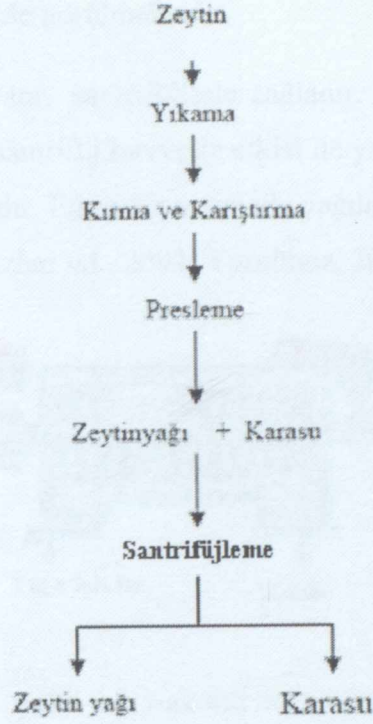 Zeytin
Yıkama
Kırma ve Karıştırma
Presleme
Zeytinyağı + Karasu
Santrifüjleme
Zeytin yağı Karasu